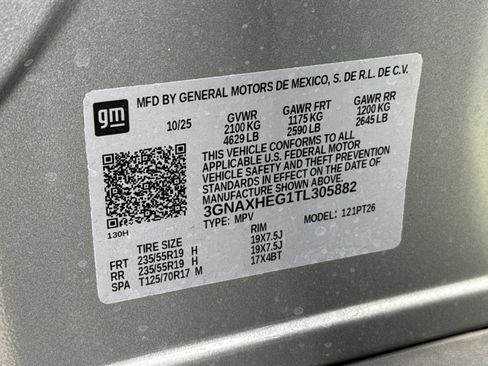 gm
MFD BY GENERAL MOTORS DE MEXICO, S. DE R.L. DE C.V.
10/25 GVWR GAWR FRT GAWR RR
2100 KG 1175 KG 1200 KG
4629 LB 2590 LB 2645 LB
THIS VEHICLE CONFORMS TO ALL
APPLICABLE U.S. FEDERAL MOTOR
VEHICLE SAFETY AND THEFT PREVENTION
STANDARDS IN EFFECT ON THE DATE OF
MANUFACTURE SHOWN ABOVE.
3GNAXHEG1TL305882
TYPE: MPV MODEL: 121PT26
130H
TIRE SIZE RIM
FRT 235/55R19 H 19X7.5J
RR 235/55R19 H 19X7.5J
SPA T125/70R17 M 17X4BT